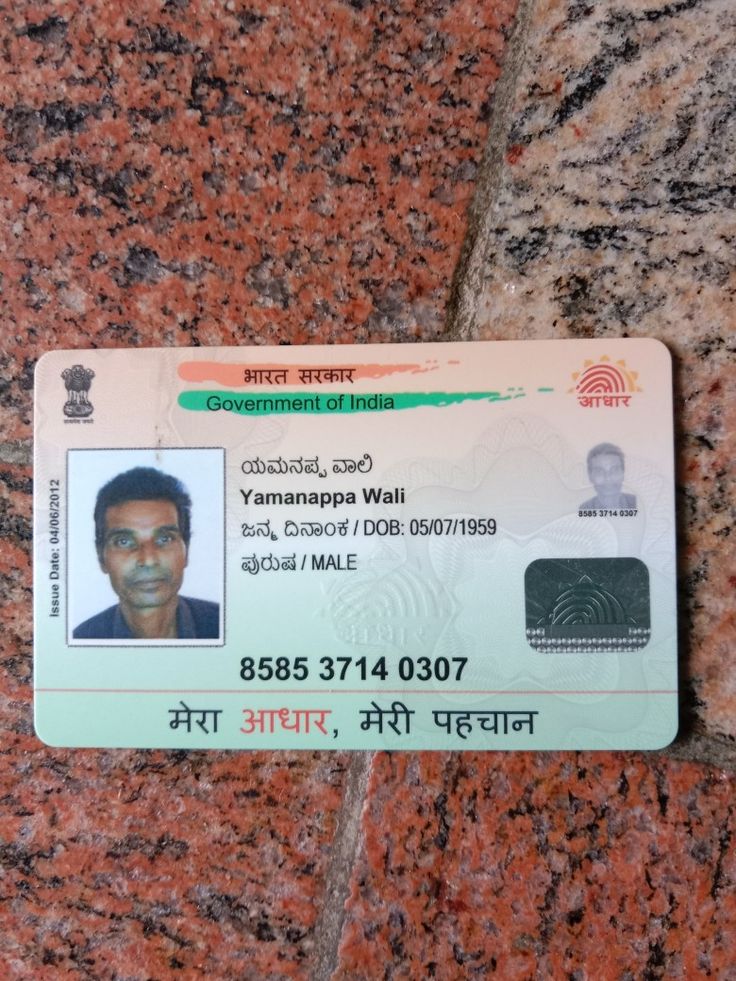 भारत सरकार
Government of India
आधार
ಯಮನಪ್ಪ ವಾಲಿ
Yamanappa Wali
ಜನ್ಮ ದಿನಾಂಕ / DOB: 05/07/1959
ಪುರುಷ / MALE
Issue Date: 04/06/2012
8585 3714 0307
8585 3714 0307
मेरा आधार, मेरी पहचान